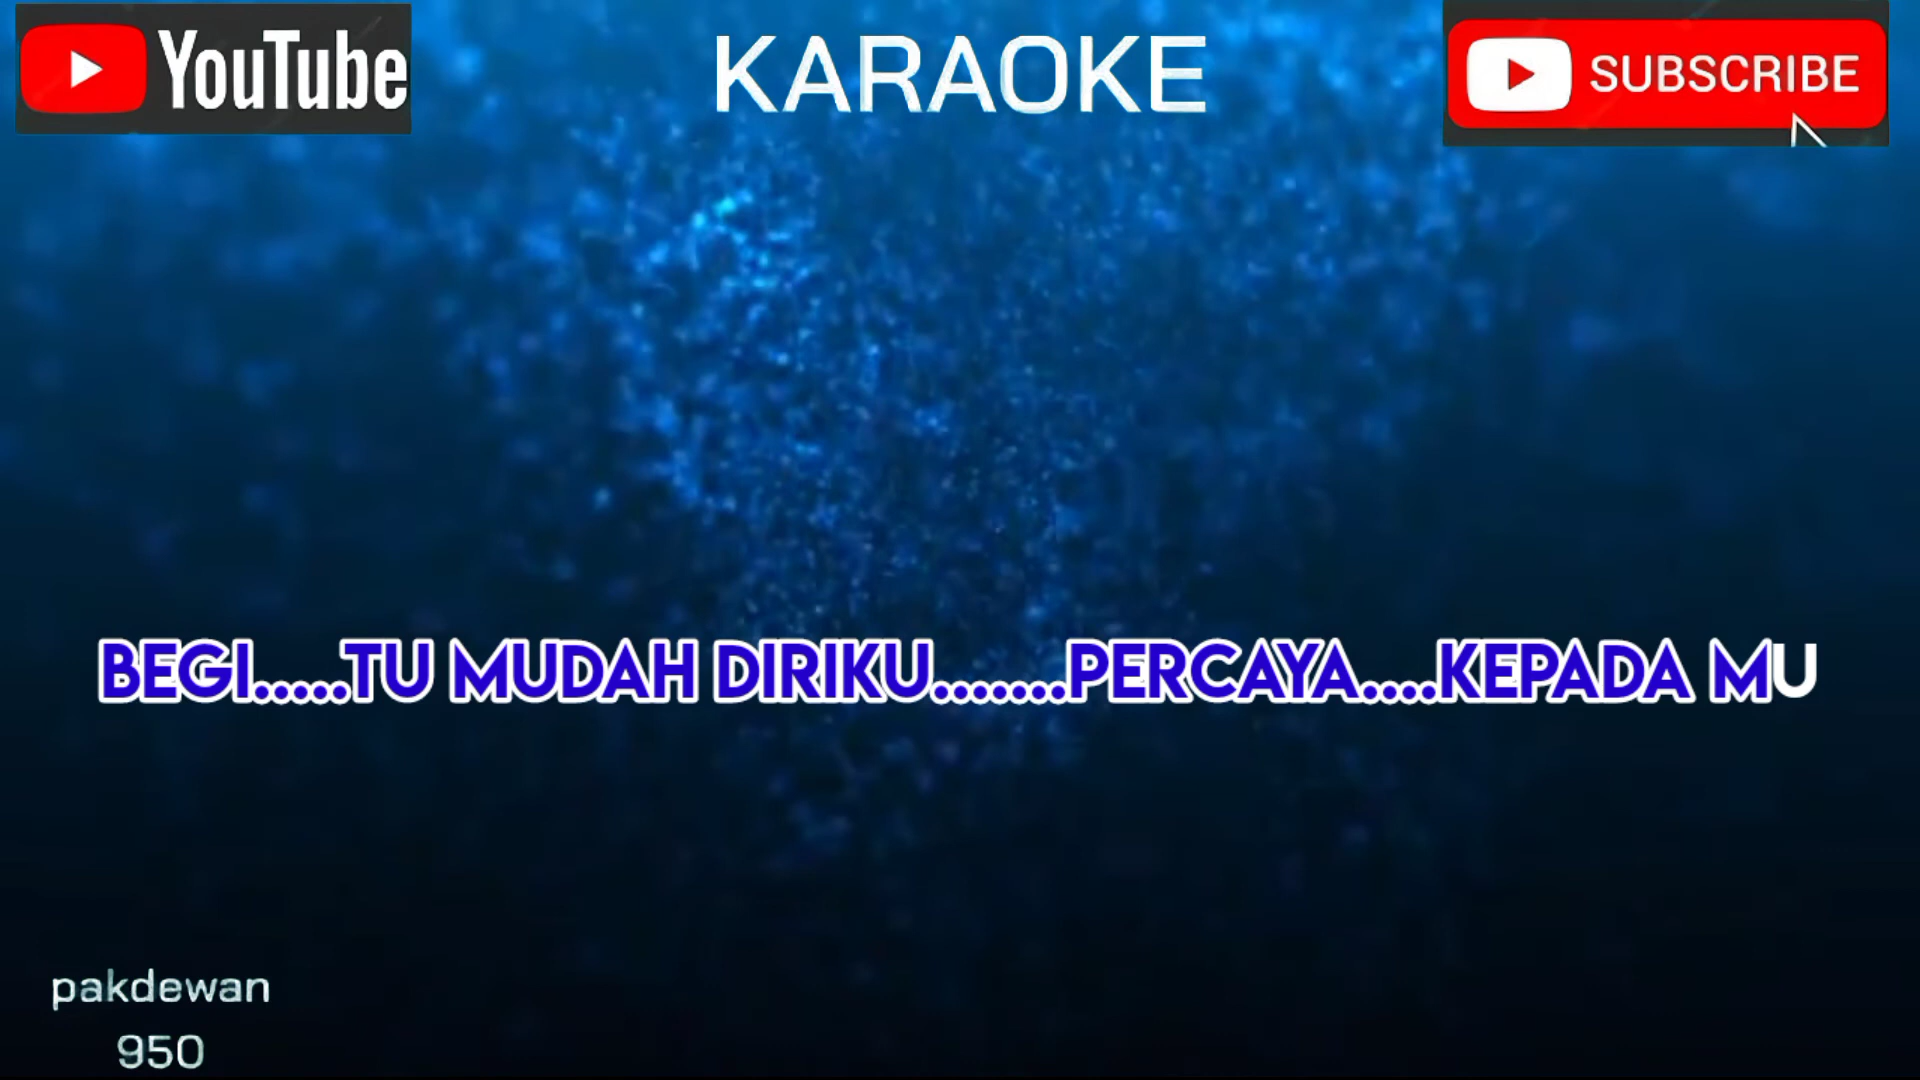 YouTube
KARAOKE
SUBSCRIBE
BEGI.....TU MUDAH DIRIKU.......PERCAYA....KEPADA MU
pakdewan
950